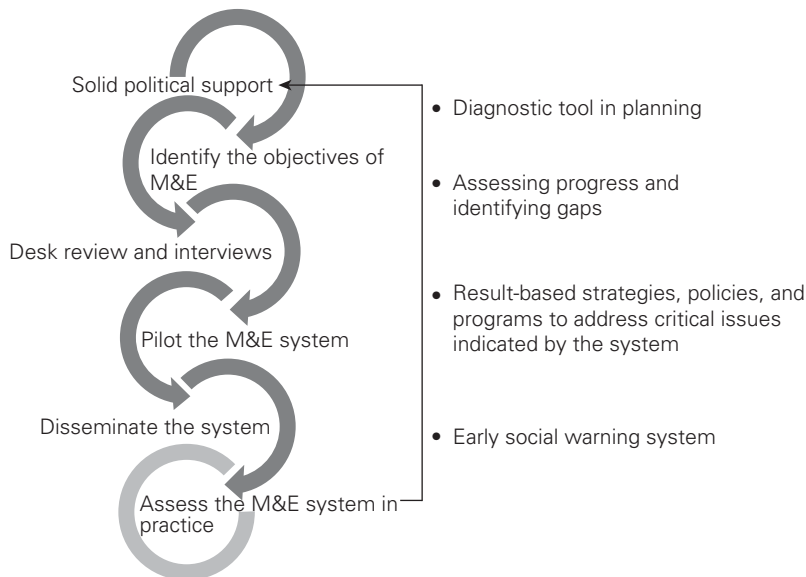 Solid political support
Identify the objectives of
M&E
Desk review and interviews
Pilot the M&E system
Disseminate the system
Assess the M&E system in
practice
• Diagnostic tool in planning
• Assessing progress and
identifying gaps
• Result-based strategies, policies, and
programs to address critical issues
indicated by the system
• Early social warning system